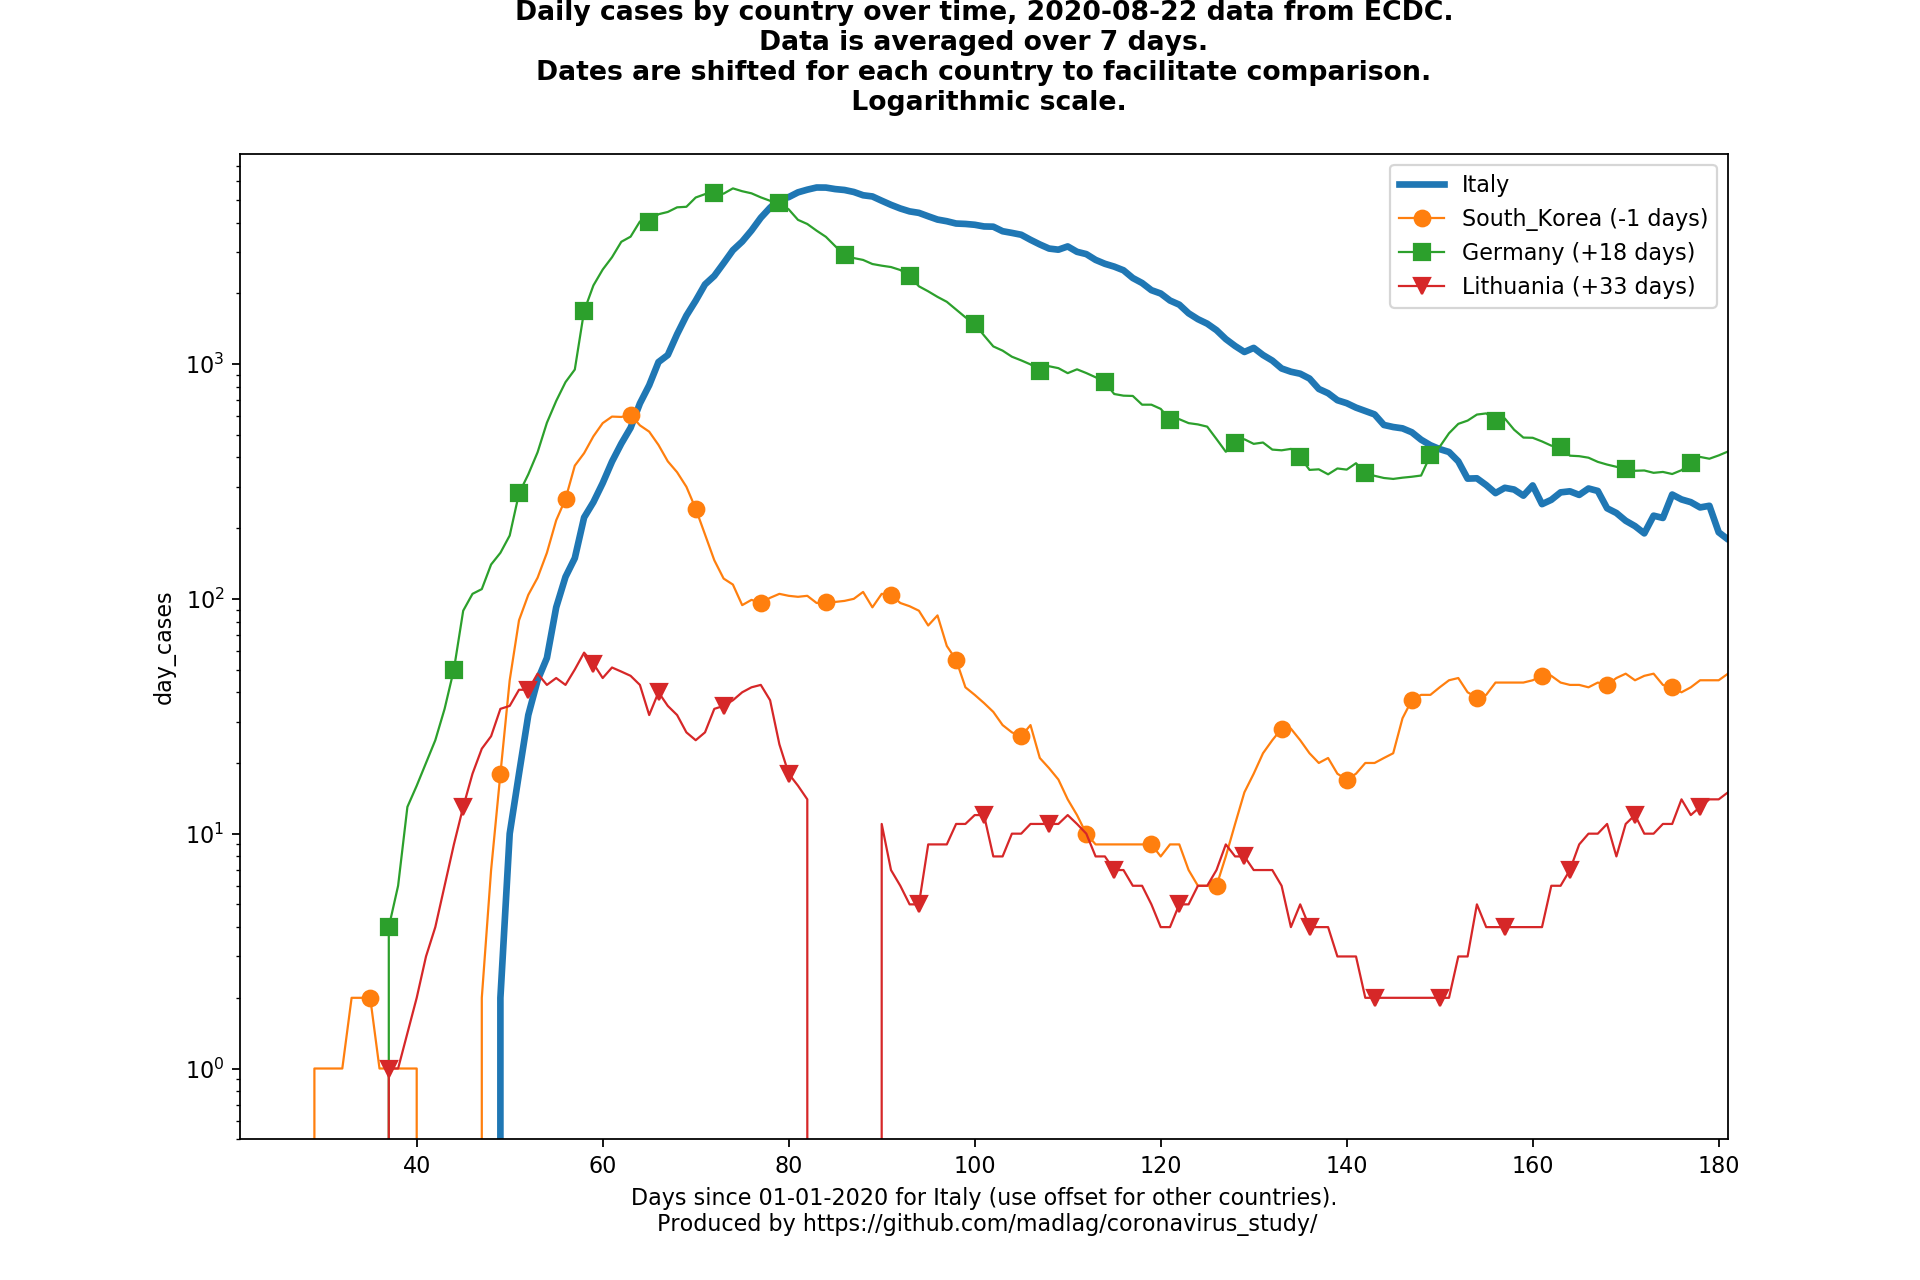 Daily cases by country over time, 2020-08-22 data from ECDC.
Data is averaged over 7 days.
Dates are shifted for each country to facilitate comparison.
Logarithmic scale.
Italy
South_Korea (-1 days)
Germany (+18 days)
Lithuania (+33 days)
day_cases
10³
10²
10¹
10⁰
40 60 80 100 120 140 160 180
Days since 01-01-2020 for Italy (use offset for other countries).
Produced by https://github.com/madlag/coronavirus_study/